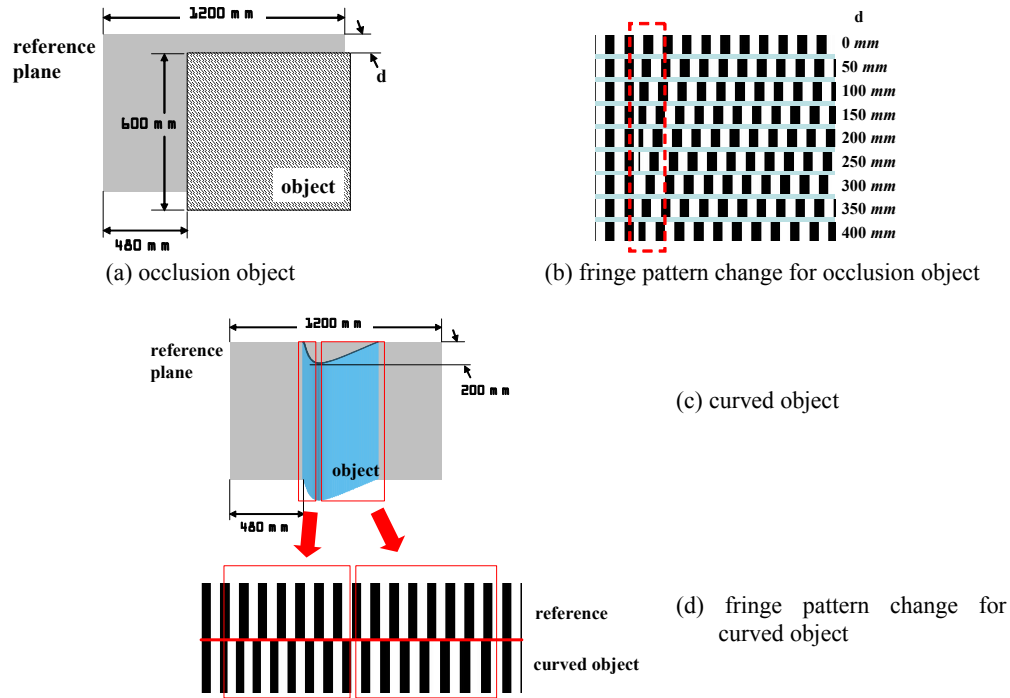 1200 mm
reference
plane
d
600 mm
object
480 mm
(a) occlusion object
d
0 mm
50 mm
100 mm
150 mm
200 mm
250 mm
300 mm
350 mm
400 mm
(b) fringe pattern change for occlusion object
1200 mm
reference
plane
200 mm
object
480 mm
(c) curved object
reference
curved object
(d) fringe pattern change for
curved object